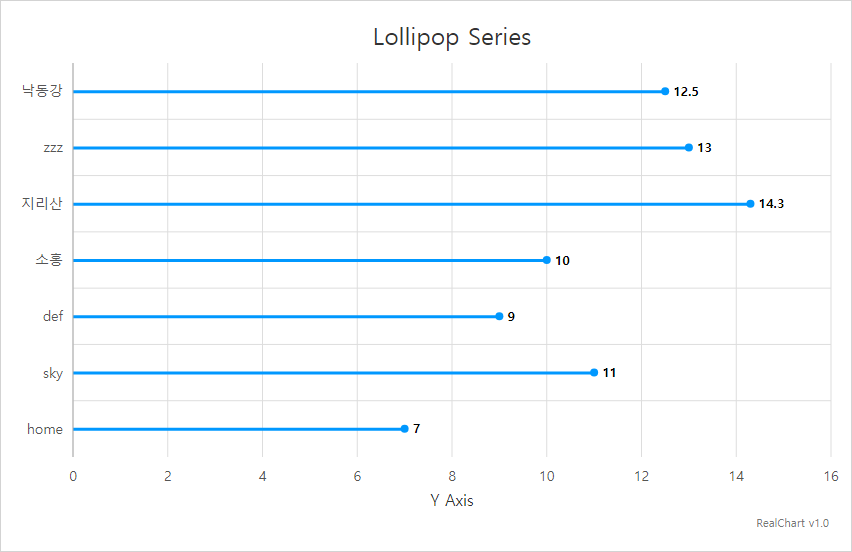 Lollipop Series
낙동강 12.5
zzz 13
지리산 14.3
소홍 10
def 9
sky 11
home 7
0 2 4 6 8 10 12 14 16
Y Axis
RealChart v1.0